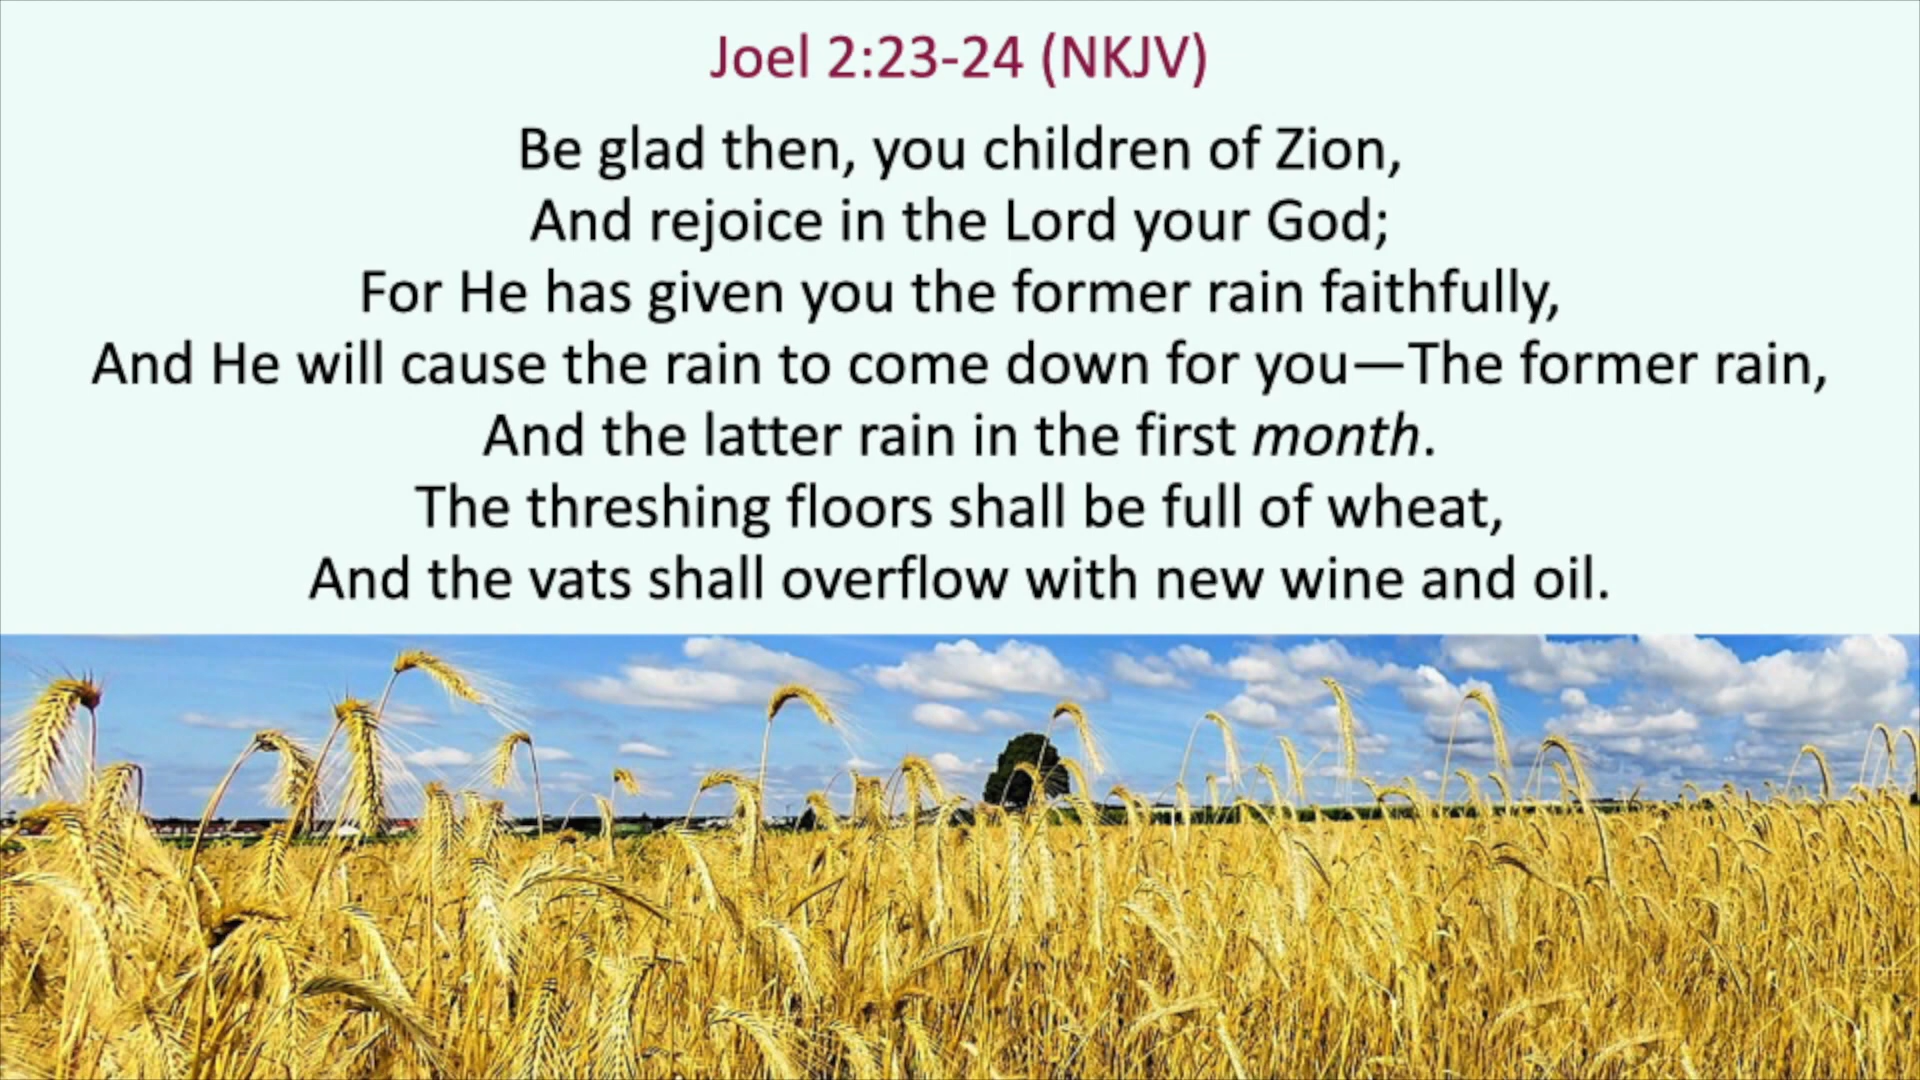 Joel 2:23-24 (NKJV)
Be glad then, you children of Zion,
And rejoice in the Lord your God;
For He has given you the former rain faithfully,
And He will cause the rain to come down for you—The former rain,
And the latter rain in the first month.
The threshing floors shall be full of wheat,
And the vats shall overflow with new wine and oil.